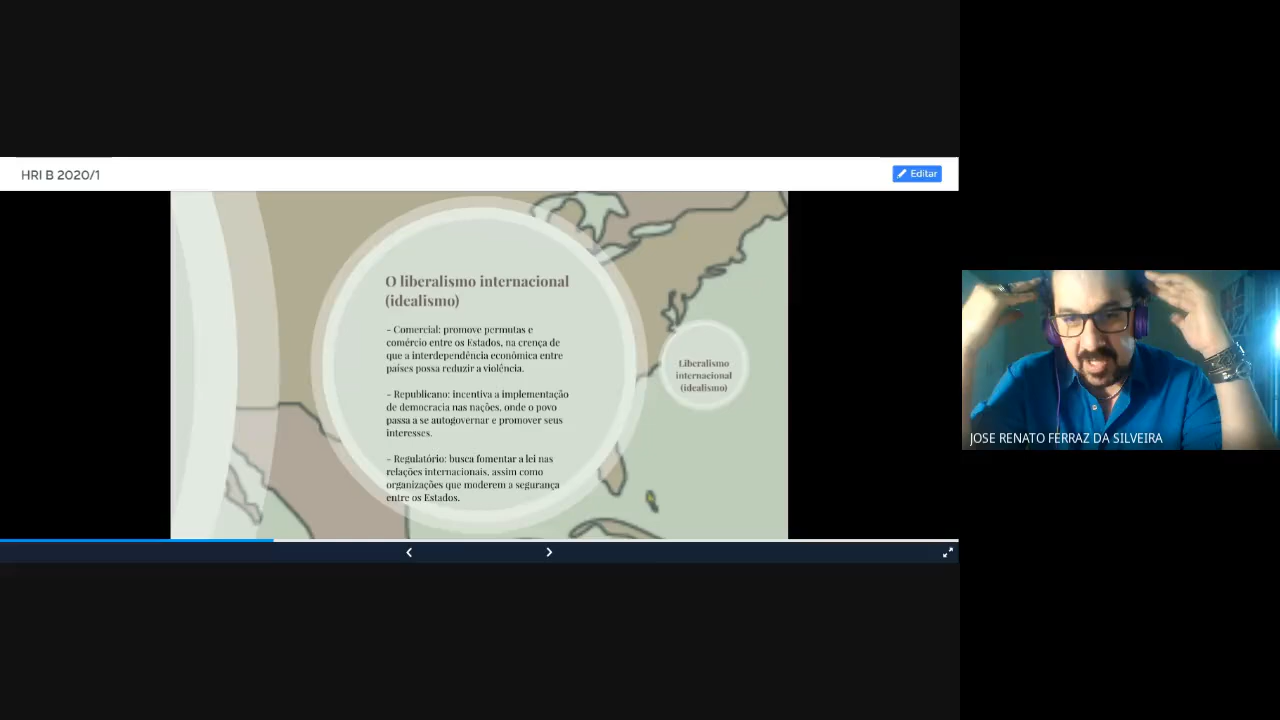 HRI B 2020/1
Editar
O liberalismo internacional
(idealismo)
- Comercial: promove permutas e
comércio entre os Estados, na crença de
que a interdependência econômica entre
países possa reduzir a violência.
- Republicano: incentiva a implementação
de democracia nas nações, onde o povo
passa a se autogovernar e promover seus
interesses.
- Regulatório: busca fomentar a lei nas
relações internacionais, assim como
organizações que moderem a segurança
entre os Estados.
Liberalismo
internacional
(idealismo)
JOSE RENATO FERRAZ DA SILVEIRA